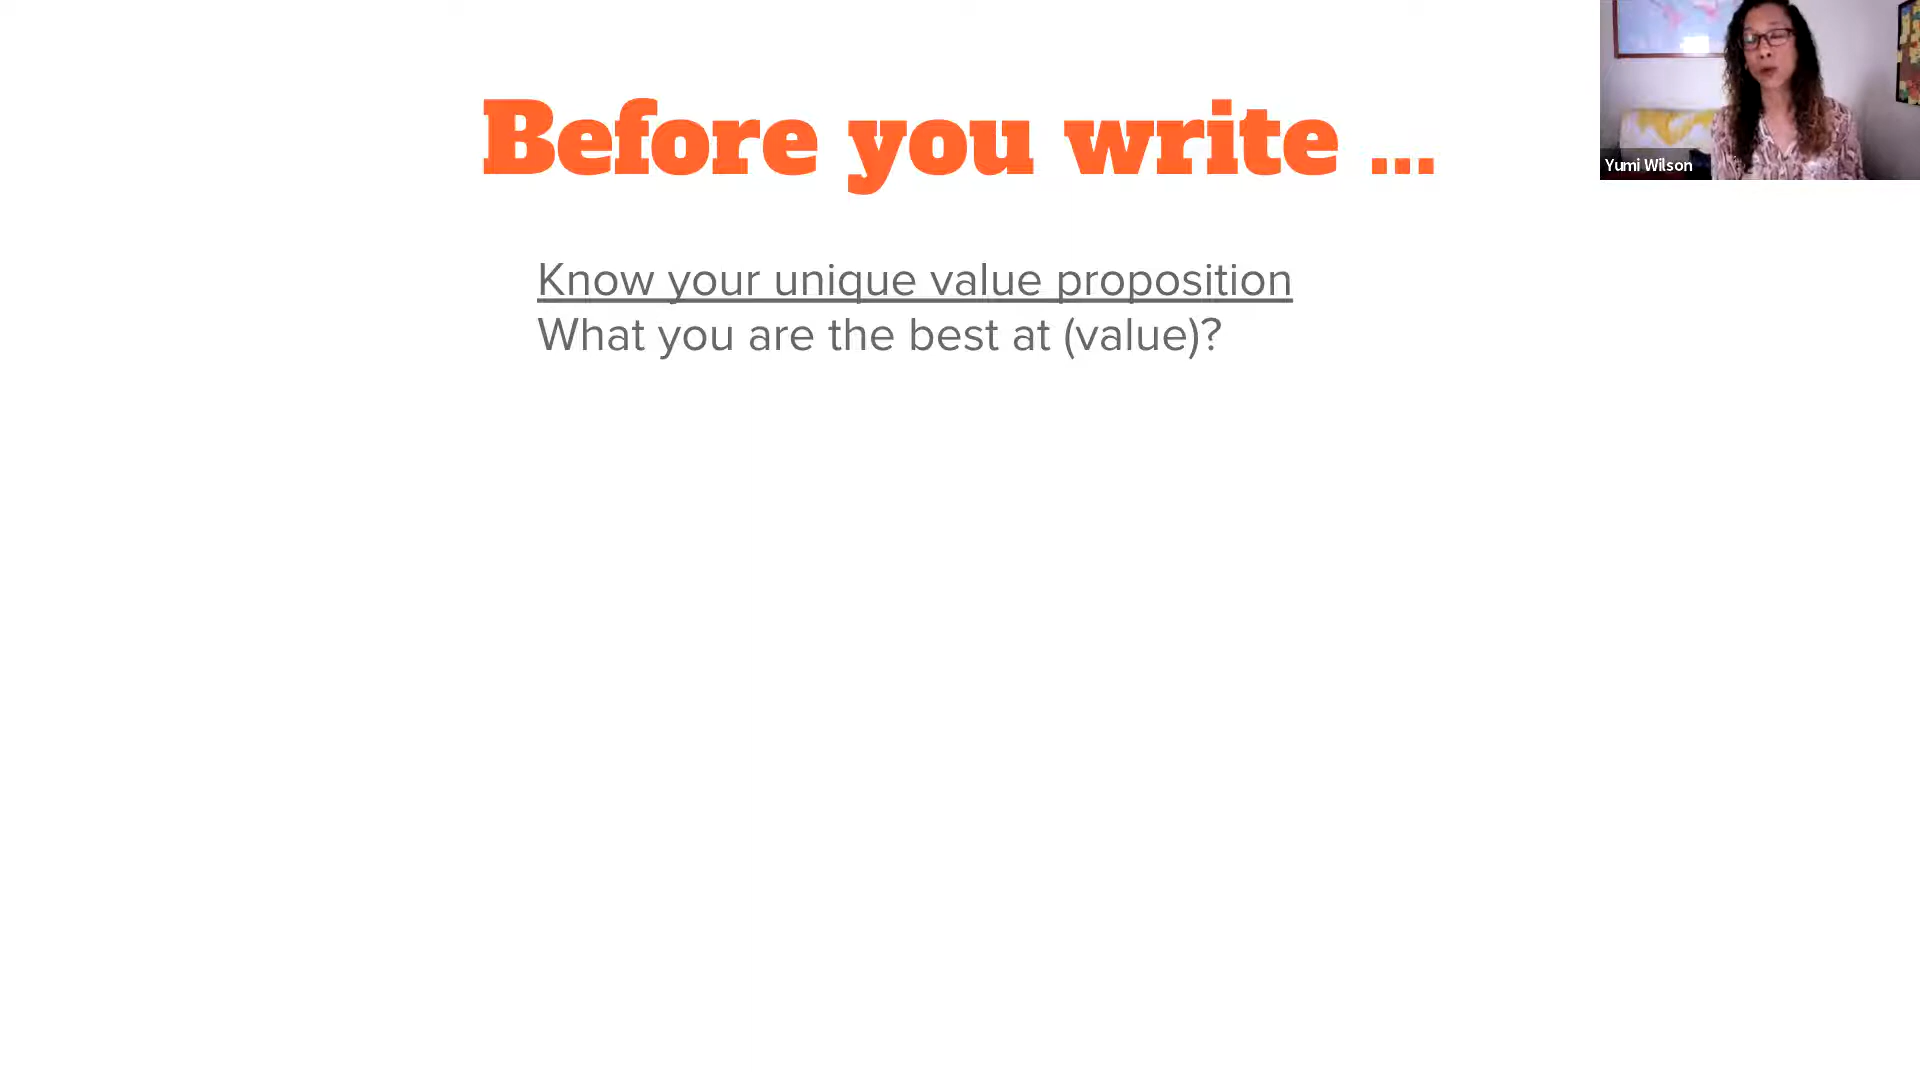 Before you write ...
Know your unique value proposition
What you are the best at (value)?
Yumi Wilson